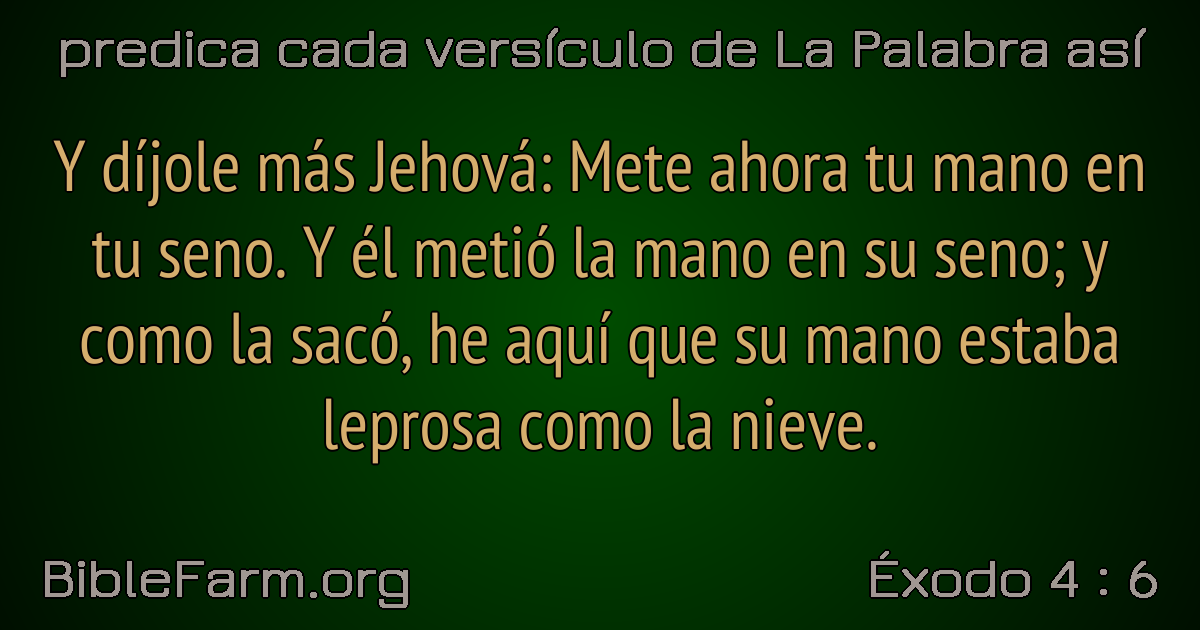 predica cada versículo de La Palabra así
Y díjole más Jehová: Mete ahora tu mano en
tu seno. Y él metió la mano en su seno; y
como la sacó, he aquí que su mano estaba
leprosa como la nieve.
BibleFarm.org
Éxodo 4 : 6